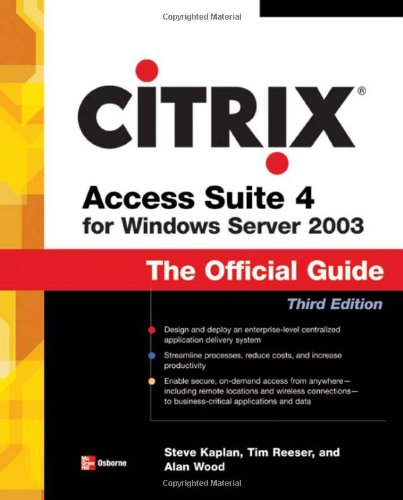 Copyrighted Material
CITRIX®
Access Suite 4
for Windows Server 2003
The Official Guide
Third Edition
Design and deploy an enterprise-level centralized
application delivery system
Streamline processes, reduce costs, and increase
productivity
Enable secure, on-demand access from anywhere—
including remote locations and wireless connections—
to business-critical applications and data
Mc
Graw
Hill
Osborne
Steve Kaplan, Tim Reeser, and
Alan Wood
Copyrighted Material